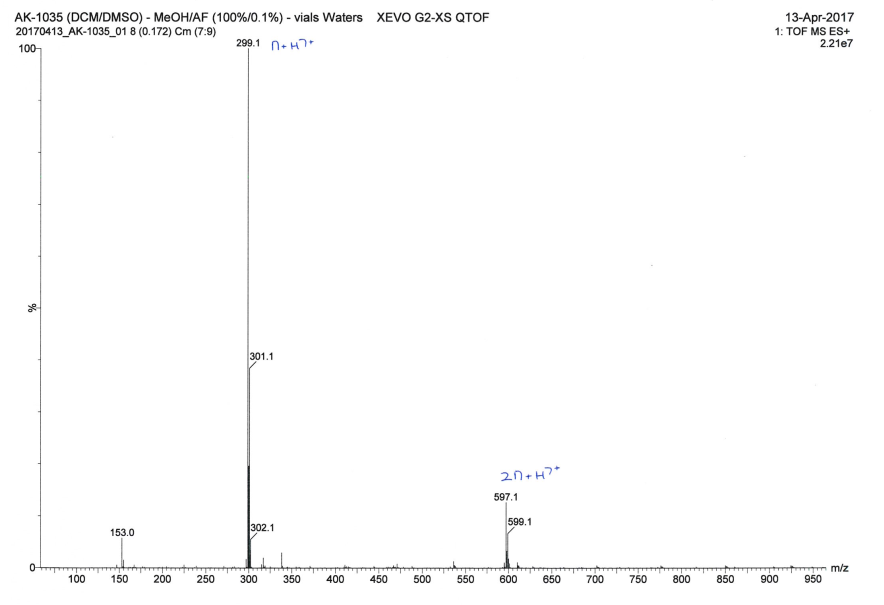 AK-1035 (DCM/DMSO) - MeOH/AF (100%/0.1%) - vials Waters XEVO G2-XS QTOF 13-Apr-2017
20170413_AK-1035_01 8 (0.172) Cm (7:9) 1: TOF MS ES+
2.21e7
100
299.1
M+H⁷⁺
%
301.1
2M+H⁷⁺
597.1
599.1
302.1
153.0
0
m/z
100 150 200 250 300 350 400 450 500 550 600 650 700 750 800 850 900 950